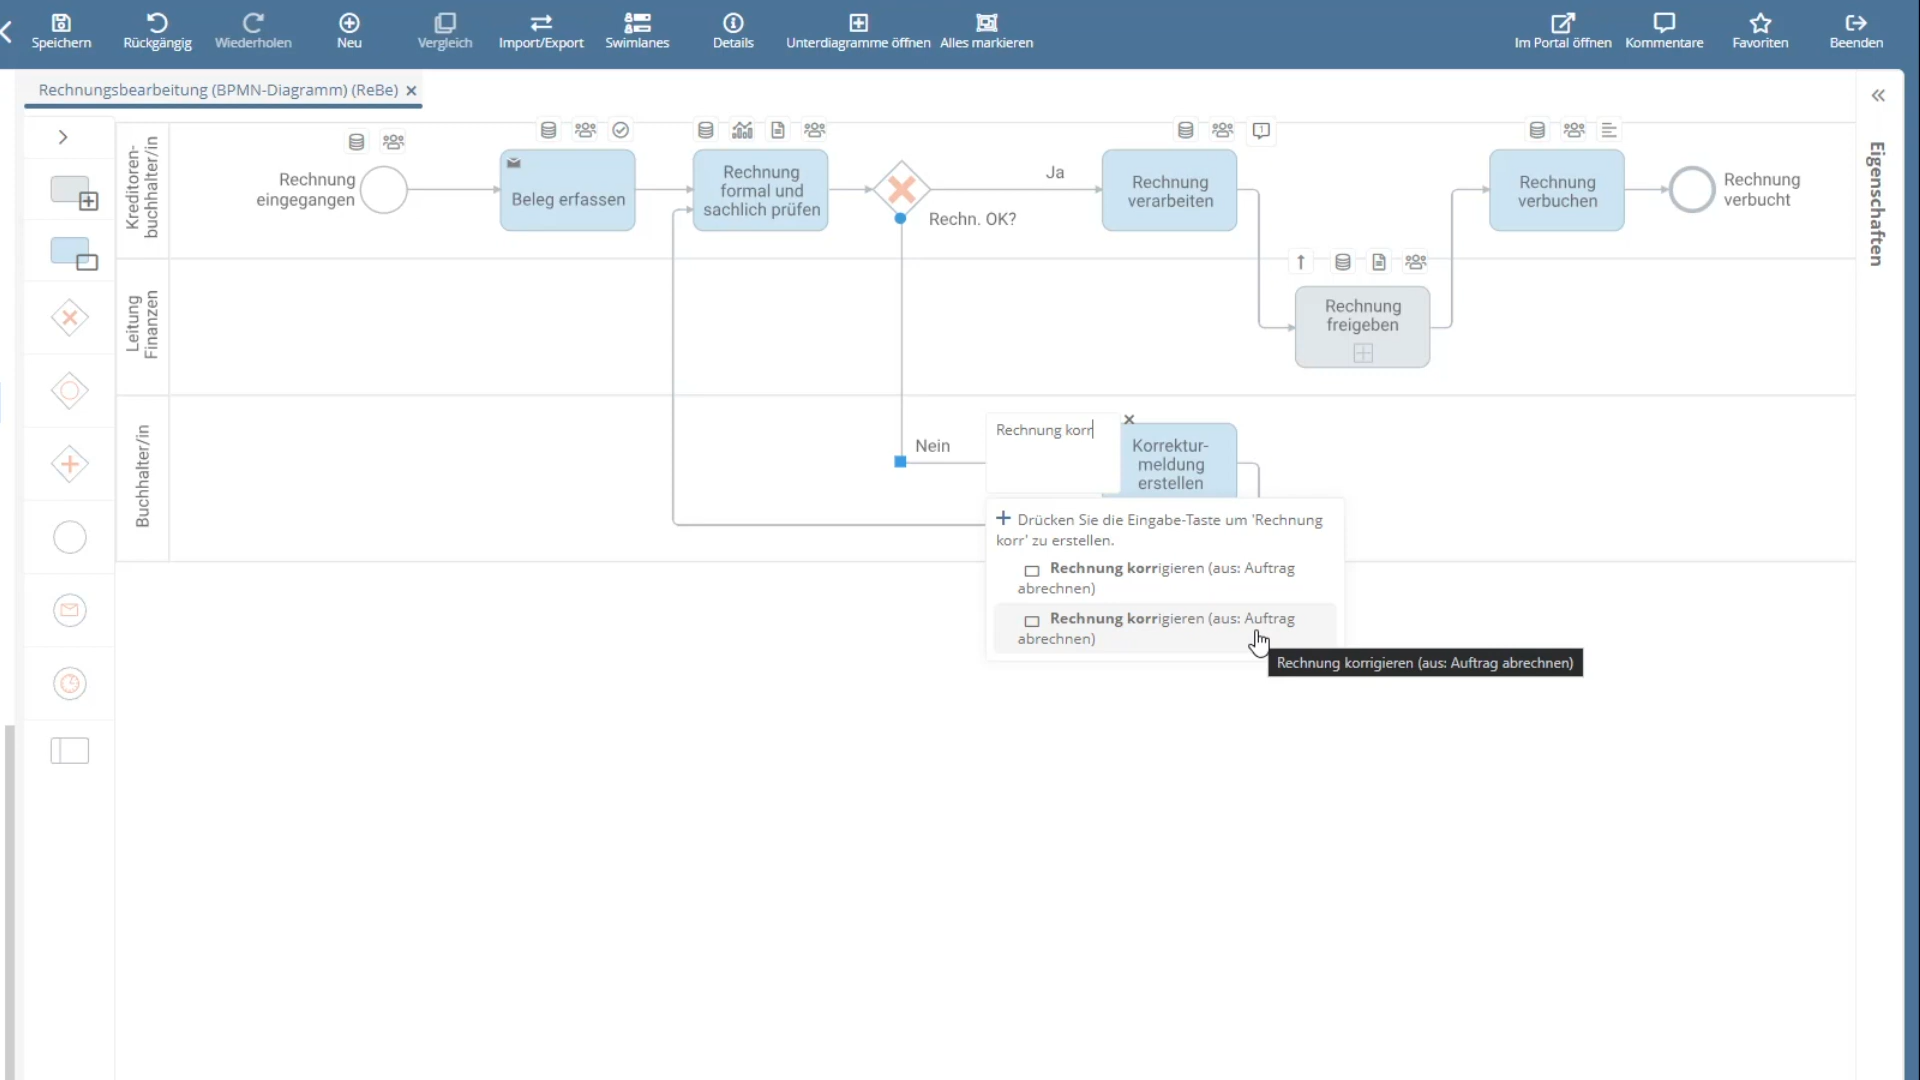 Speichern
Rückgängig
Wiederholen
Neu
Vergleich
Import/Export
Swimlanes
Details
Unterdiagramme öffnen
Alles markieren
Im Portal öffnen
Kommentare
Favoriten
Beenden
Rechnungsbearbeitung (BPMN-Diagramm) (ReBe)
Eigenschaften
Kreditoren-
buchhalter/in
Rechnung
eingegangen
Beleg erfassen
Rechnung
formal und
sachlich prüfen
Rechn. OK?
Ja
Rechnung
verarbeiten
Rechnung
verbuchen
Rechnung
verbucht
Leitung
Finanzen
Rechnung
freigeben
Buchhalter/in
Nein
Rechnung korr
Korrektur-
meldung
erstellen
Drücken Sie die Eingabe-Taste um 'Rechnung
korr' zu erstellen.
Rechnung korrigieren (aus: Auftrag
abrechnen)
Rechnung korrigieren (aus: Auftrag
abrechnen)
Rechnung korrigieren (aus: Auftrag abrechnen)